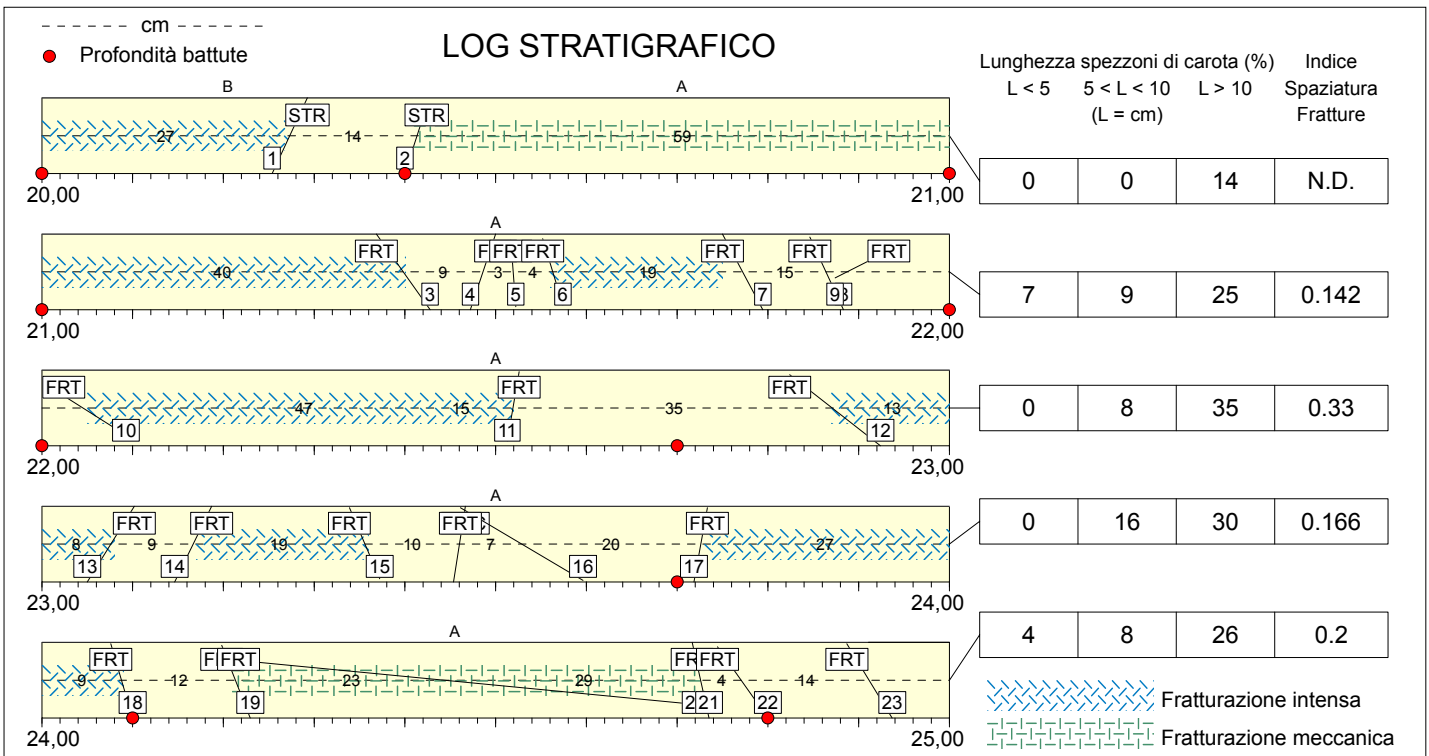 cm
Profondità battute
LOG STRATIGRAFICO
Lunghezza spezzoni di carota (%) Indice
L < 5 5 < L < 10 L > 10 Spaziatura
(L = cm) Fratture
B A
STR STR
27 14 59
1 2
20,00 21,00
0 0 14 N.D.
A
FRT FRT FRT FRT FRT FRT
40 9 3 4 19 15
3 4 5 6 7 9
21,00 22,00
7 9 25 0.142
A
FRT FRT FRT
47 15 35 13
10 11 12
22,00 23,00
0 8 35 0.33
A
FRT FRT FRT FRT FRT
8 9 19 10 7 20 27
13 14 15 16 17
23,00 24,00
0 16 30 0.166
A
FRT FRT FRT FRT
9 12 23 29 4 14
18 19 21 22 23
24,00 25,00
4 8 26 0.2
Fratturazione intensa
Fratturazione meccanica